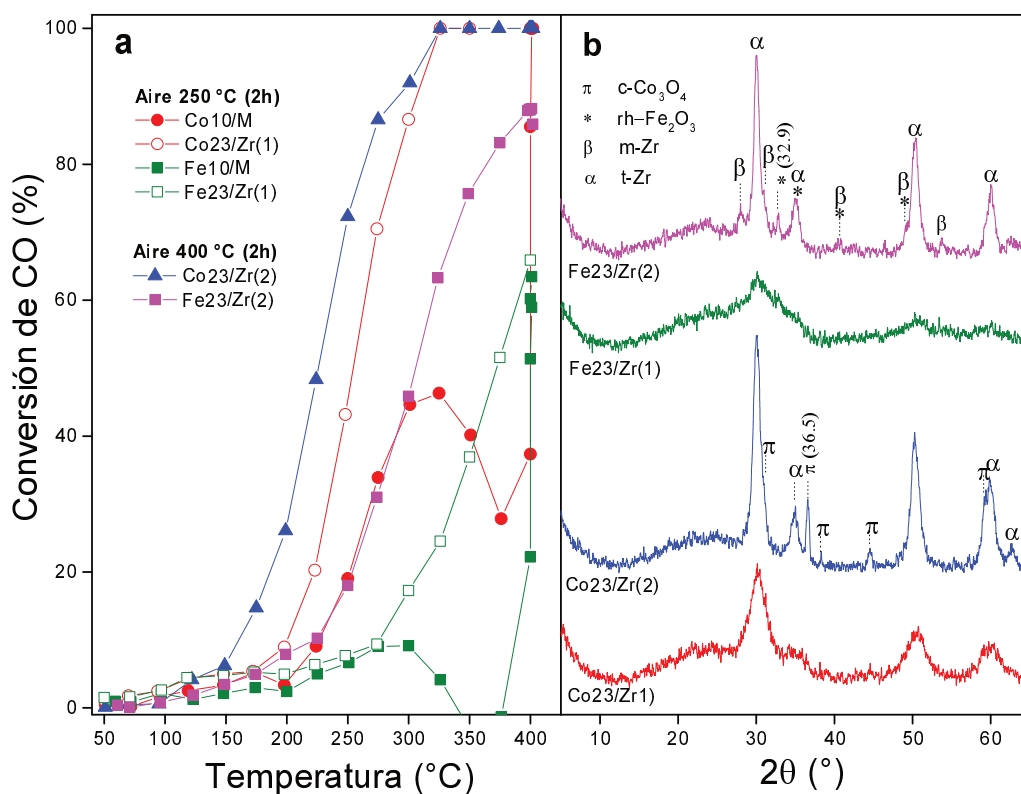 a
Aire 250 °C (2h)
Co10/M
Co23/Zr(1)
Fe10/M
Fe23/Zr(1)
Aire 400 °C (2h)
Co23/Zr(2)
Fe23/Zr(2)
Conversión de CO (%)
100
80
60
40
20
0
50 100 150 200 250 300 350 400
Temperatura (°C)
b
π c-Co₃O₄
* rh–Fe₂O₃
β m-Zr
α t-Zr
α
β
β
* (32.9)
α
*
β
*
β
*
α
β
α
Fe23/Zr(2)
Fe23/Zr(1)
π
α
π (36.5)
π
π
π
α
α
Co23/Zr(2)
Co23/Zr1)
10 20 30 40 50 60
2θ (°)